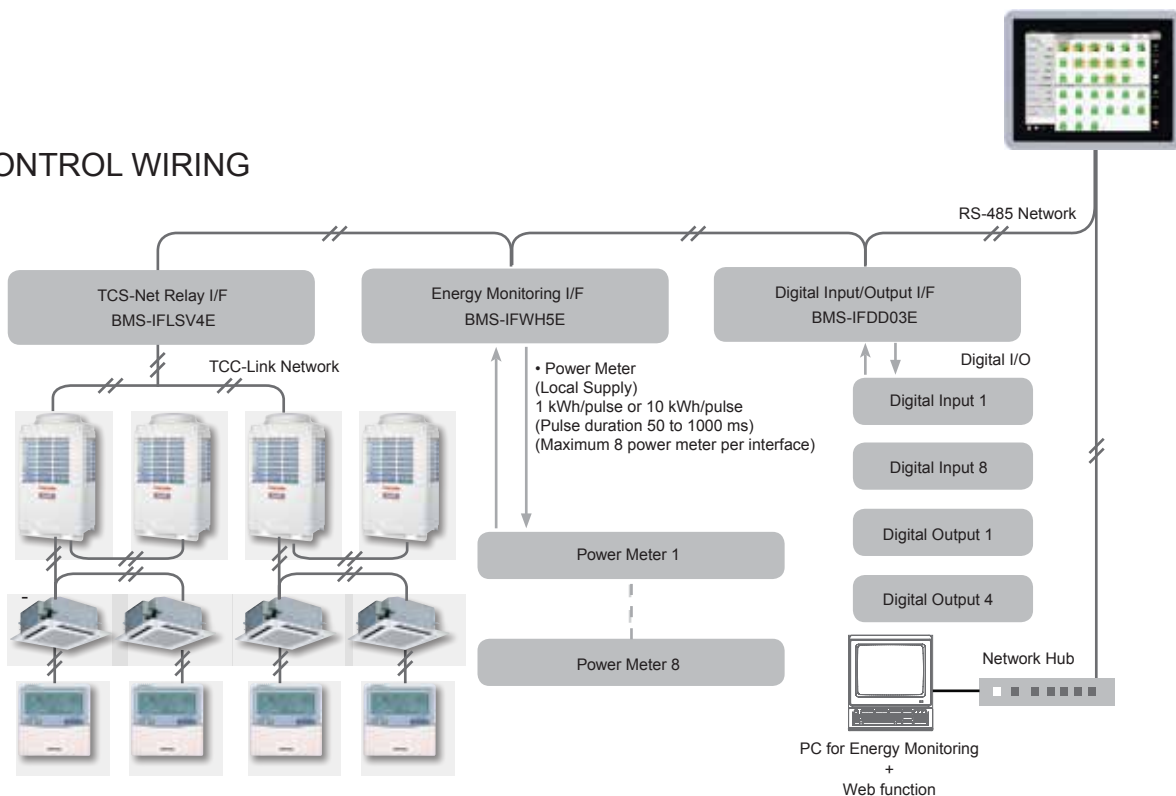 ONTROL WIRING
RS-485 Network
TCS-Net Relay I/F
BMS-IFLSV4E
Energy Monitoring I/F
BMS-IFWH5E
Digital Input/Output I/F
BMS-IFDD03E
TCC-Link Network
• Power Meter
(Local Supply)
1 kWh/pulse or 10 kWh/pulse
(Pulse duration 50 to 1000 ms)
(Maximum 8 power meter per interface)
Digital I/O
Digital Input 1
Digital Input 8
Digital Output 1
Digital Output 4
Power Meter 1
Power Meter 8
Network Hub
PC for Energy Monitoring
+
Web function